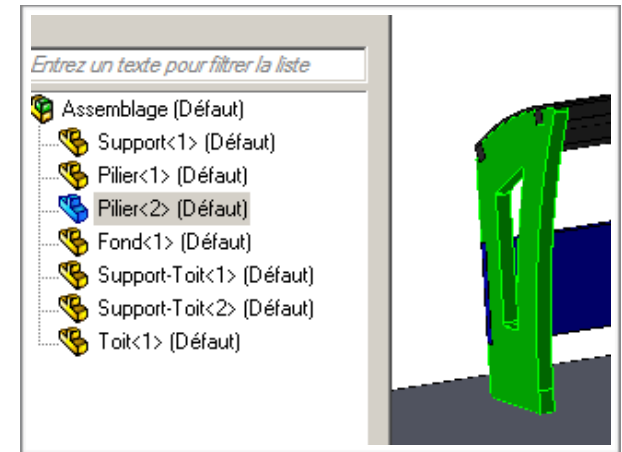 Entrez un texte pour filtrer la liste
Assemblage (Défaut)
Support<1> (Défaut)
Pilier<1> (Défaut)
Pilier<2> (Défaut)
Fond<1> (Défaut)
Support-Toit<1> (Défaut)
Support-Toit<2> (Défaut)
Toit<1> (Défaut)